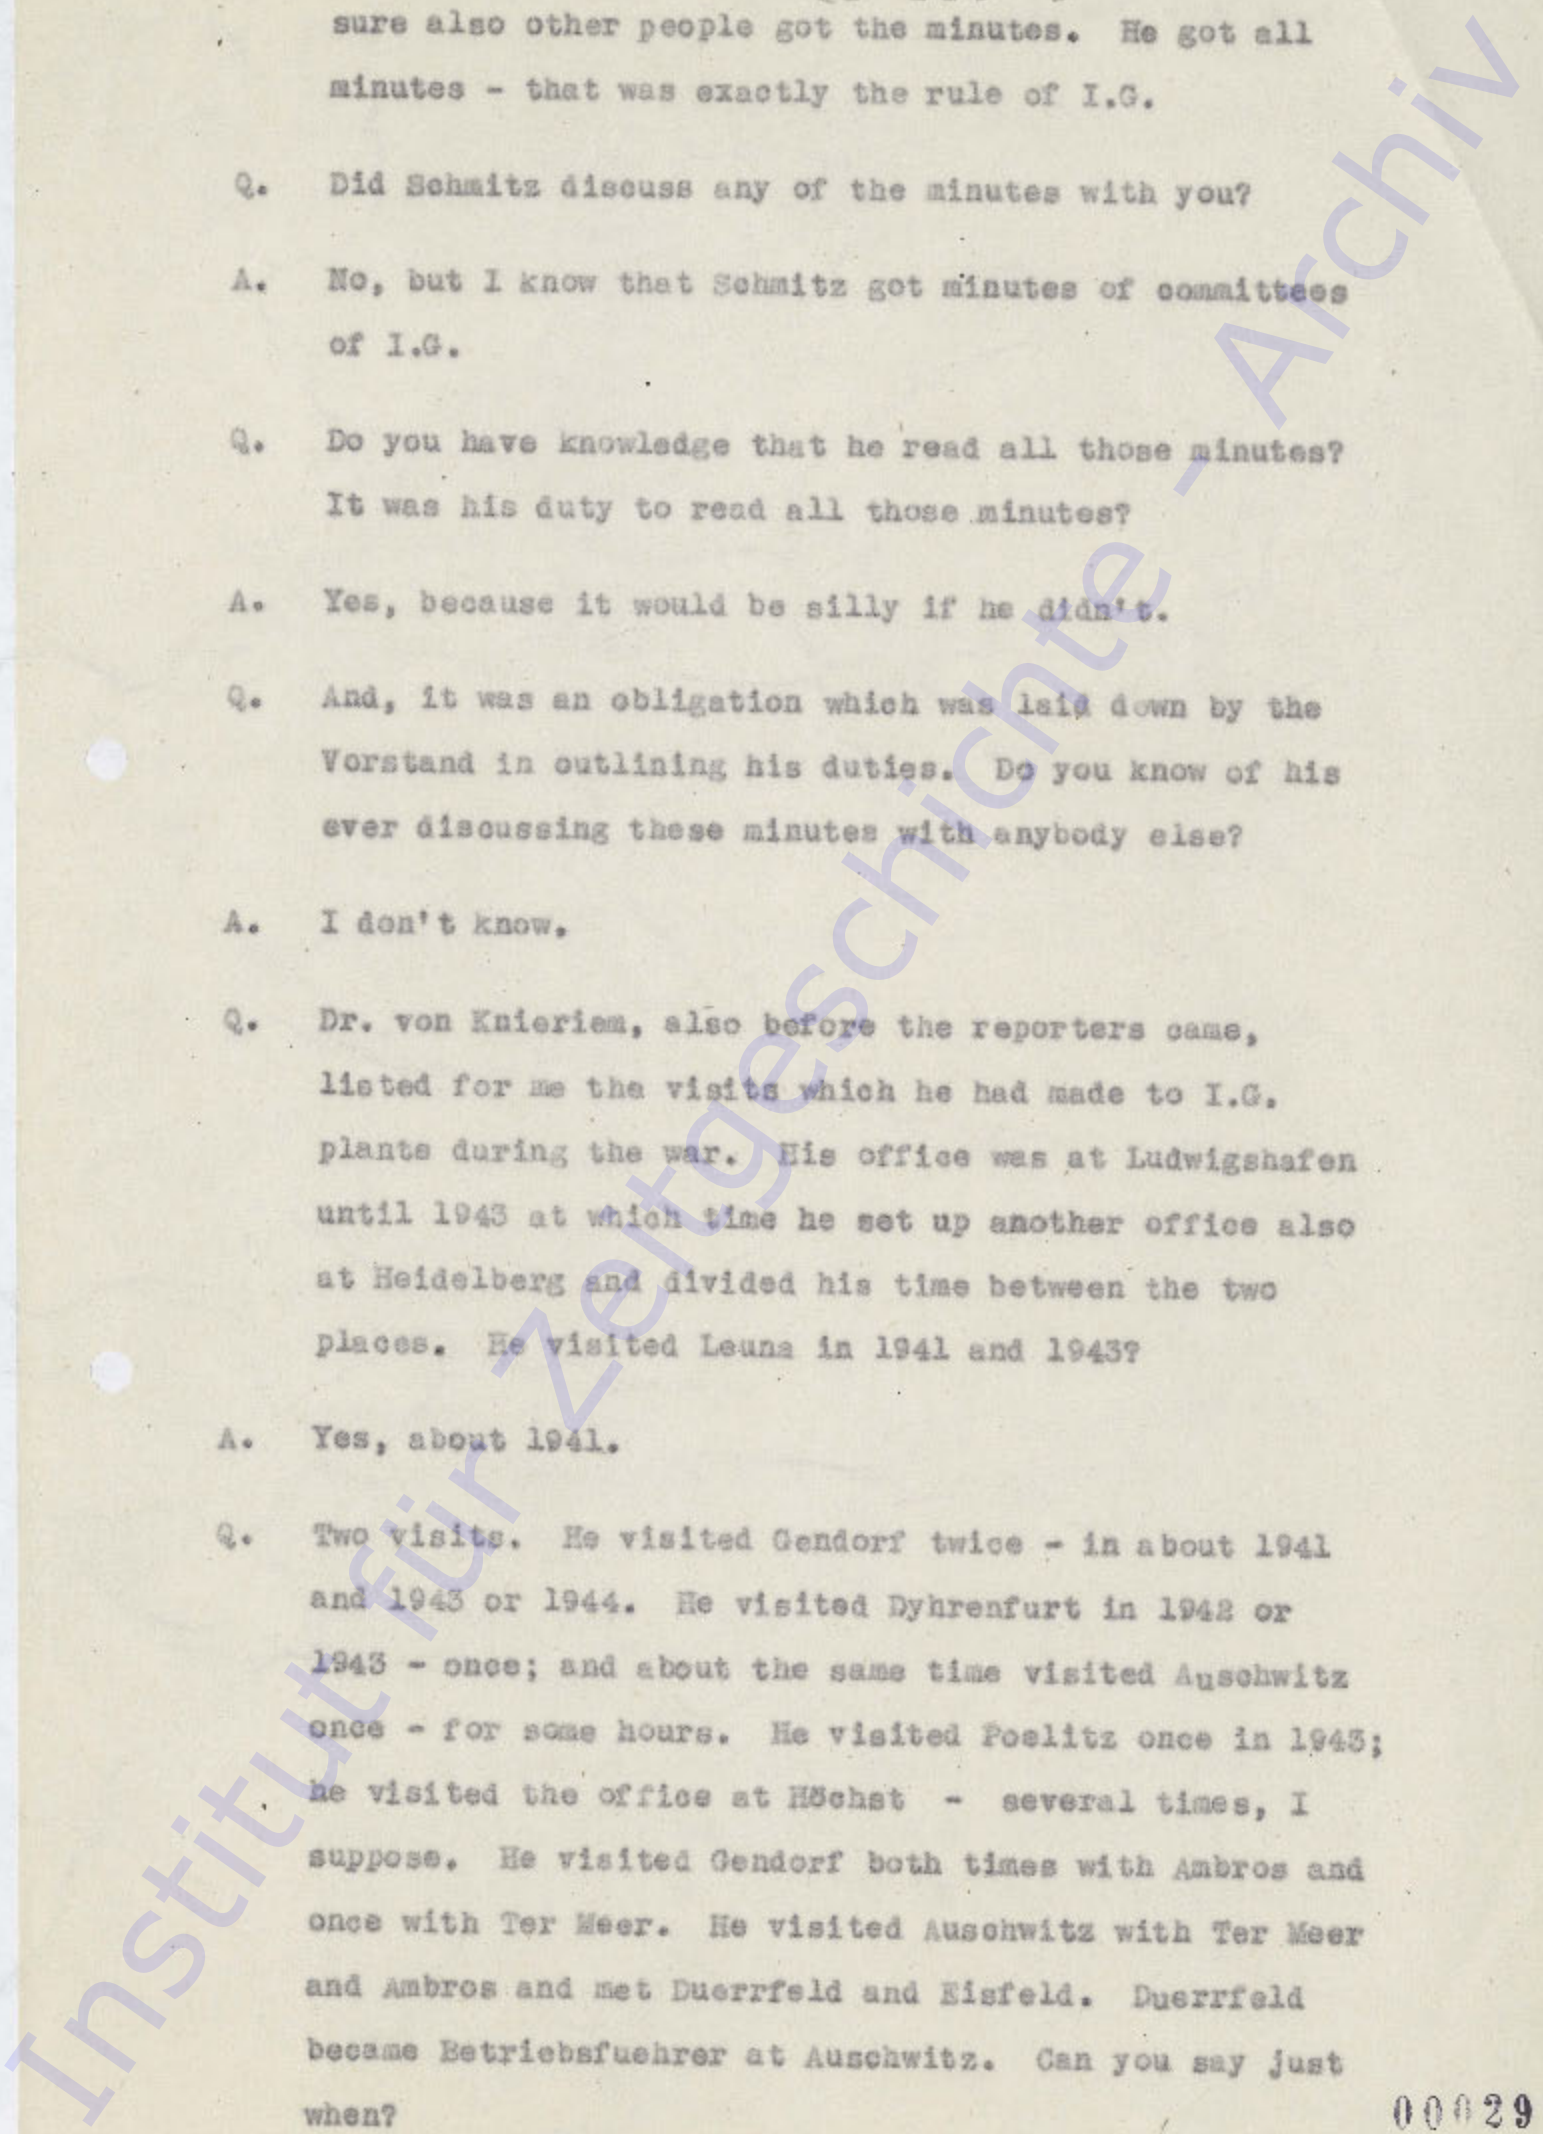 sure also other people got the minutes. He got all
minutes - that was exactly the rule of I.G.
Q. Did Schmitz discuss any of the minutes with you?
A. No, but I know that Schmitz got minutes of committees
of I.G.
Q. Do you have knowledge that he read all those minutes?
It was his duty to read all those minutes?
A. Yes, because it would be silly if he didn't.
Q. And, it was an obligation which was laid down by the
Vorstand in outlining his duties. Do you know of his
ever discussing these minutes with anybody else?
A. I don't know.
Q. Dr. von Knieriem, also before the reporters came,
listed for me the visits which he had made to I.G.
plants during the war. His office was at Ludwigshafen
until 1943 at which time he set up another office also
at Heidelberg and divided his time between the two
places. He visited Leuna in 1941 and 1943?
A. Yes, about 1941.
Q. Two visits. He visited Gendorf twice - in about 1941
and 1943 or 1944. He visited Dyhrenfurt in 1942 or
1943 - once; and about the same time visited Auschwitz
once - for some hours. He visited Poelitz once in 1943;
he visited the office at Höchst - several times, I
suppose. He visited Gendorf both times with Ambros and
once with Ter Meer. He visited Auschwitz with Ter Meer
and Ambros and met Duerrfeld and Eisfeld. Duerrfeld
became Betriebsfuehrer at Auschwitz. Can you say just
when?
00029
Institut für Zeitgeschichte - Archiv